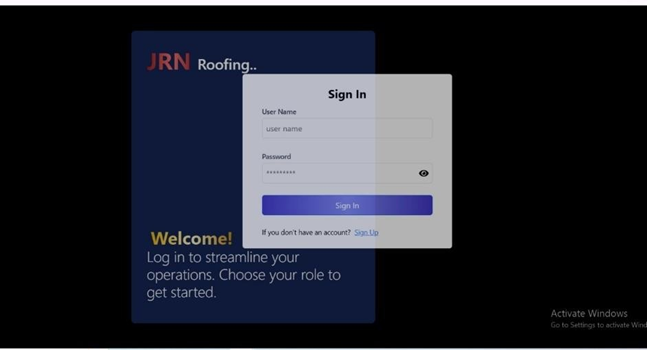 JRN Roofing..
Sign In
User Name
user name
Password
*********
Sign In
If you don't have an account? Sign Up
Welcome!
Log in to streamline your
operations. Choose your role to
get started.
Activate Windows
Go to Settings to activate Wind